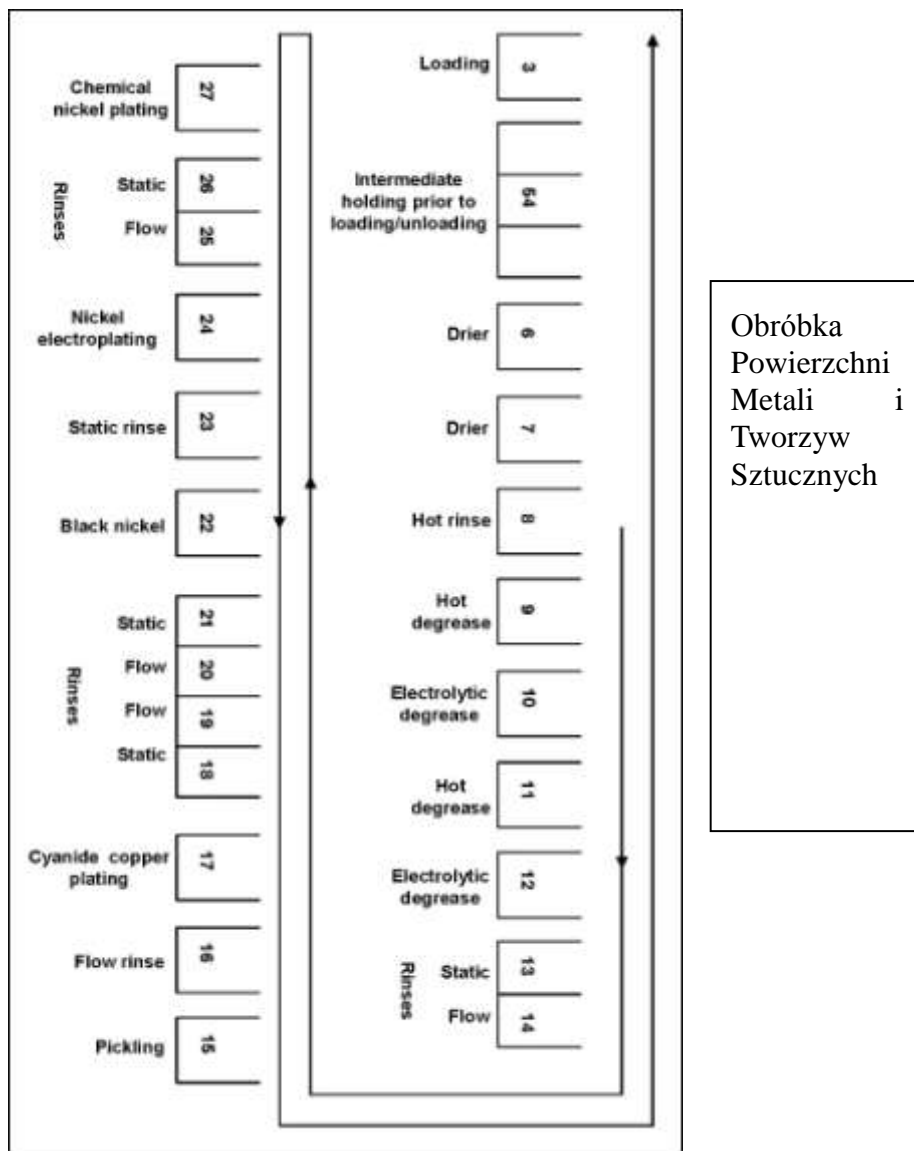 Chemical
nickel plating
27
Rinses
Static
26
Flow
25
Nickel
electroplating
24
Static rinse
23
Black nickel
22
Rinses
Static
21
Flow
20
Flow
19
Static
18
Cyanide copper
plating
17
Flow rinse
16
Pickling
15
Loading
3
Intermediate
holding prior to
loading/unloading
54
Drier
6
Drier
7
Hot rinse
8
Hot
degrease
9
Electrolytic
degrease
10
Hot
degrease
11
Electrolytic
degrease
12
Rinses
Static
13
Flow
14
Obróbka
Powierzchni
Metali i
Tworzyw
Sztucznych